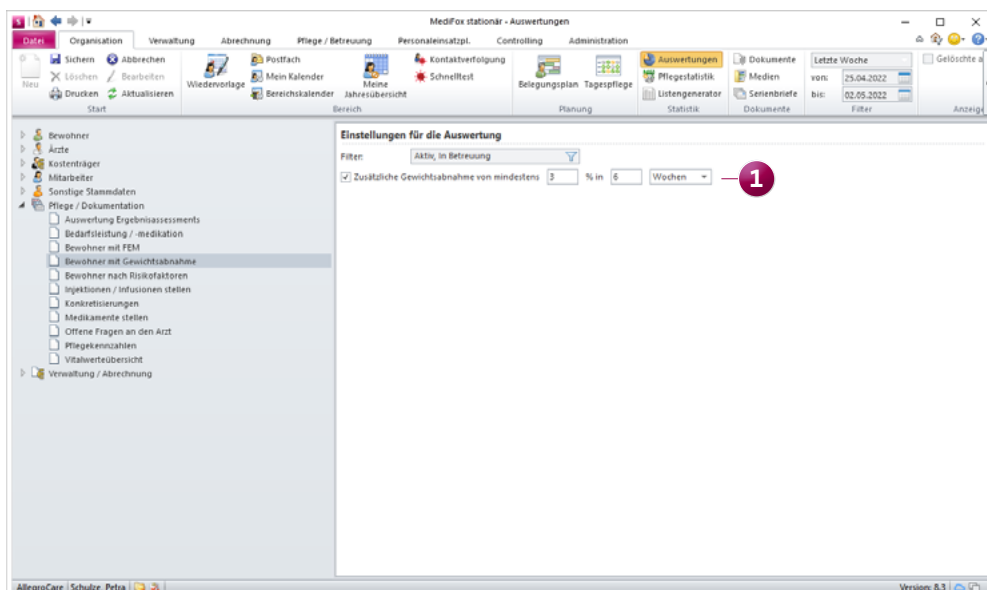 MediFox stationär - Auswertungen
Datei Organisation Verwaltung Abrechnung Pflege / Betreuung Personaleinsatzpl. Controlling Administration
Neu
Sichern Abbrechen
Löschen Bearbeiten
Drucken Aktualisieren
Start
Wiedervorlage
Postfach
Mein Kalender
Bereichskalender
Meine
Jahresübersicht
Kontaktverfolgung
Schnelltest
Bereich
Belegungsplan Tagespflege
Planung
Auswertungen
Pflegestatistik
Listengenerator
Statistik
Dokumente
Medien
Serienbriefe
Dokumente
Letzte Woche
von: 25.04.2022
bis: 02.05.2022
Filter
Gelöschte a
Anzeige
Bewohner
Ärzte
Kostenträger
Mitarbeiter
Sonstige Stammdaten
Pflege / Dokumentation
Auswertung Ergebnisassessments
Bedarfsleistung / -medikation
Bewohner mit FEM
Bewohner mit Gewichtsabnahme
Bewohner nach Risikofaktoren
Injektionen / Infusionen stellen
Konkretisierungen
Medikamente stellen
Offene Fragen an den Arzt
Pflegekennzahlen
Vitalwerteübersicht
Verwaltung / Abrechnung
Einstellungen für die Auswertung
Filter: Aktiv, In Betreuung
Zusätzliche Gewichtsabnahme von mindestens 3 % in 6 Wochen
1
AllegroCare Schulze, Petra
Version: 8.3